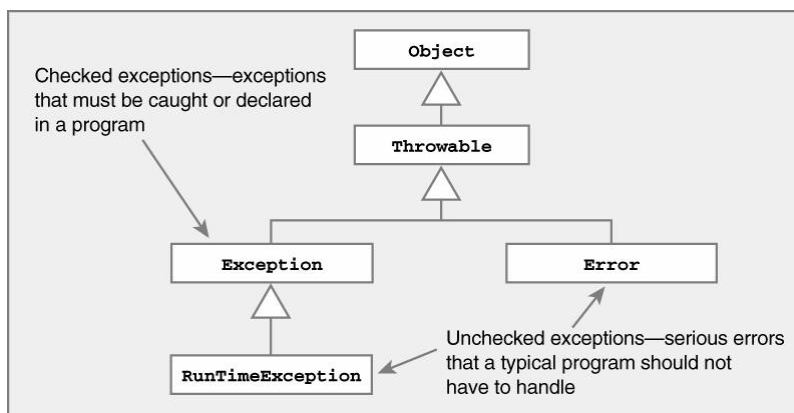 Object
Checked exceptions—exceptions
that must be caught or declared
in a program
Throwable
Exception
Error
Unchecked exceptions—serious errors
that a typical program should not
have to handle
RunTimeException